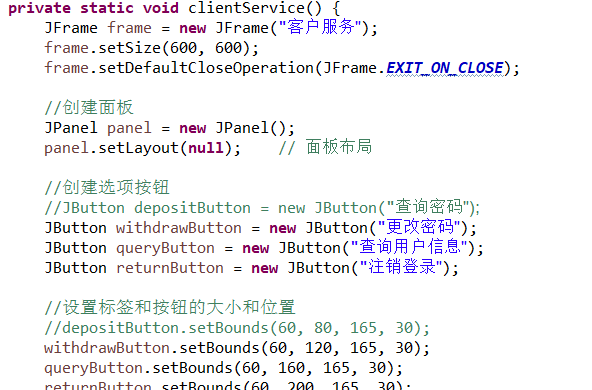 private static void clientService() {
JFrame frame = new JFrame("客户服务");
frame.setSize(600, 600);
frame.setDefaultCloseOperation(JFrame.EXIT_ON_CLOSE);
//创建面板
JPanel panel = new JPanel();
panel.setLayout(null); // 面板布局
//创建选项按钮
//JButton depositButton = new JButton("查询密码");
JButton withdrawButton = new JButton("更改密码");
JButton queryButton = new JButton("查询用户信息");
JButton returnButton = new JButton("注销登录");
//设置标签和按钮的大小和位置
//depositButton.setBounds(60, 80, 165, 30);
withdrawButton.setBounds(60, 120, 165, 30);
queryButton.setBounds(60, 160, 165, 30);
returnButton.setBounds(60, 200, 165, 30);